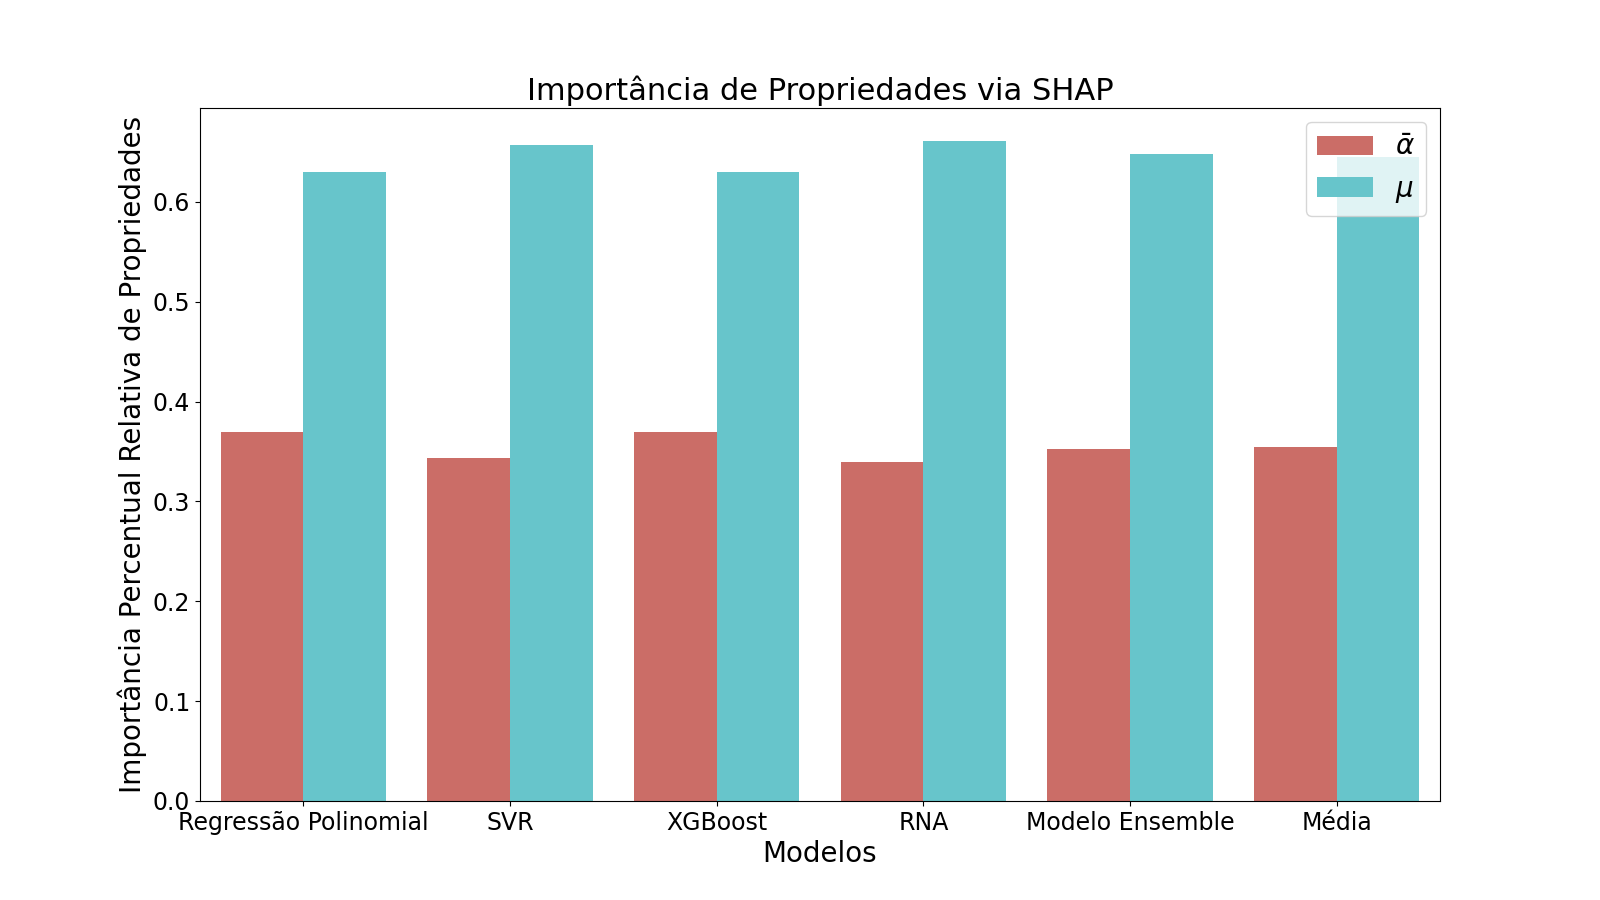 Importância de Propriedades via SHAP
Importância Percentual Relativa de Propriedades
0.6
0.5
0.4
0.3
0.2
0.1
0.0
ᾱ
μ
Regressão Polinomial SVR XGBoost RNA Modelo Ensemble Média
Modelos